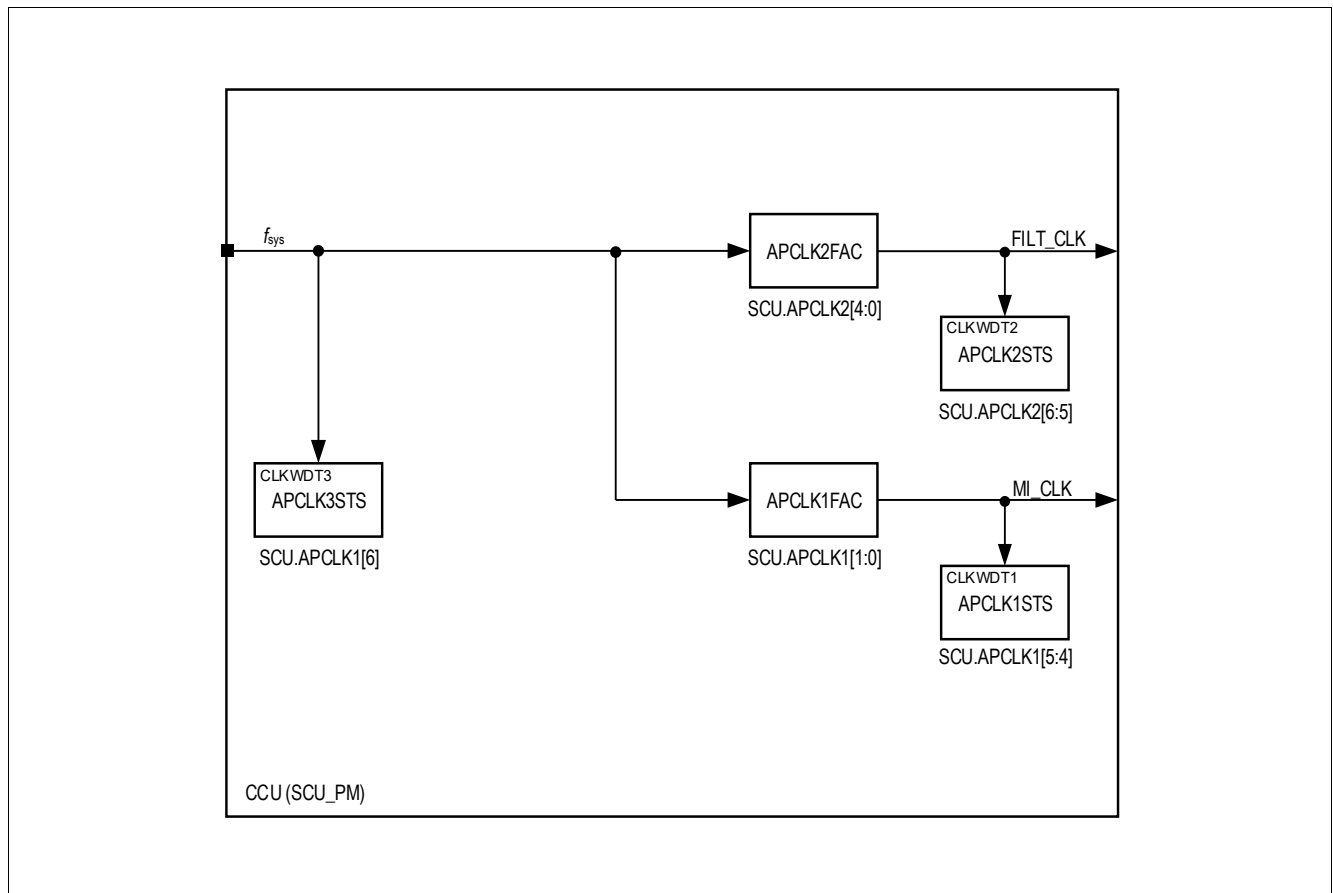 fsys
APCLK2FAC
FILT_CLK
SCU.APCLK2[4:0]
CLKWDT2
APCLK2STS
SCU.APCLK2[6:5]
CLKWDT3
APCLK3STS
SCU.APCLK1[6]
APCLK1FAC
MI_CLK
SCU.APCLK1[1:0]
CLKWDT1
APCLK1STS
SCU.APCLK1[5:4]
CCU (SCU_PM)